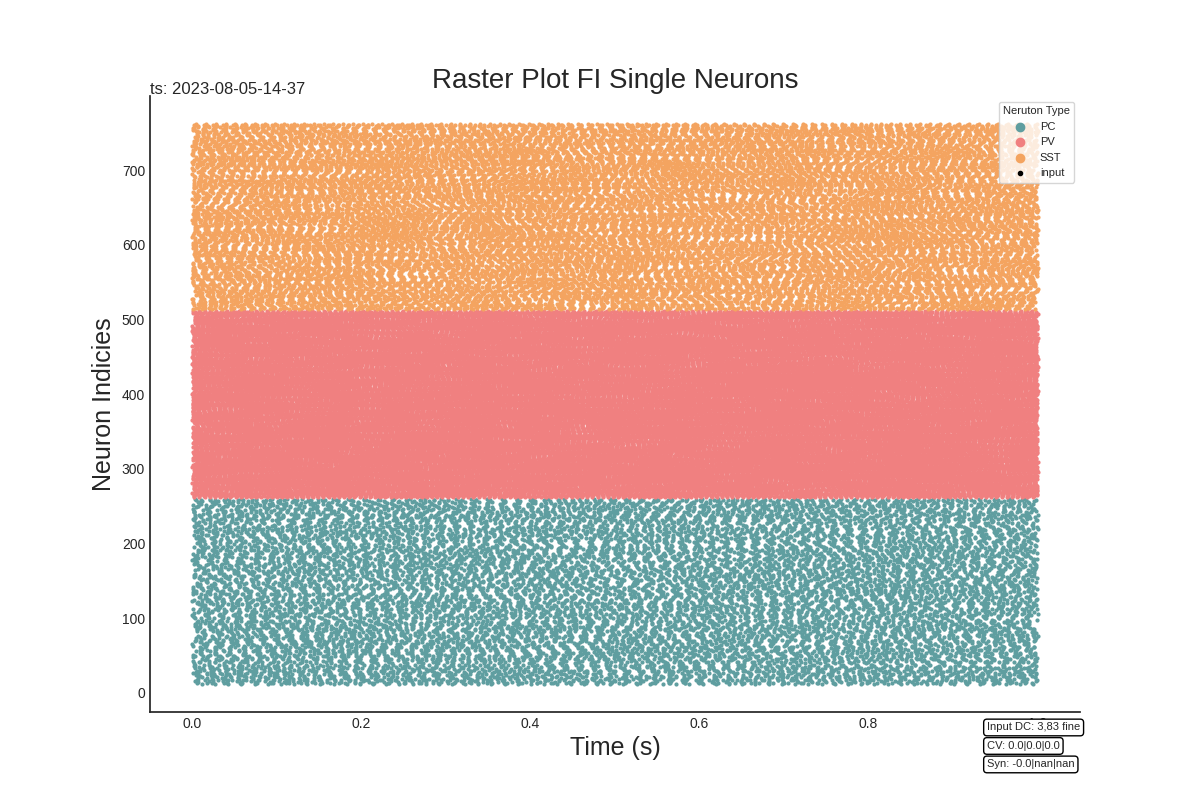 Raster Plot FI Single Neurons
ts: 2023-08-05-14-37
Neruton Type
PC
PV
SST
input
Neuron Indicies
700
600
500
400
300
200
100
0
0.0
0.2
0.4
0.6
0.8
Time (s)
Input DC: 3,83 fine
CV: 0.0|0.0|0.0
Syn: -0.0|nan|nan